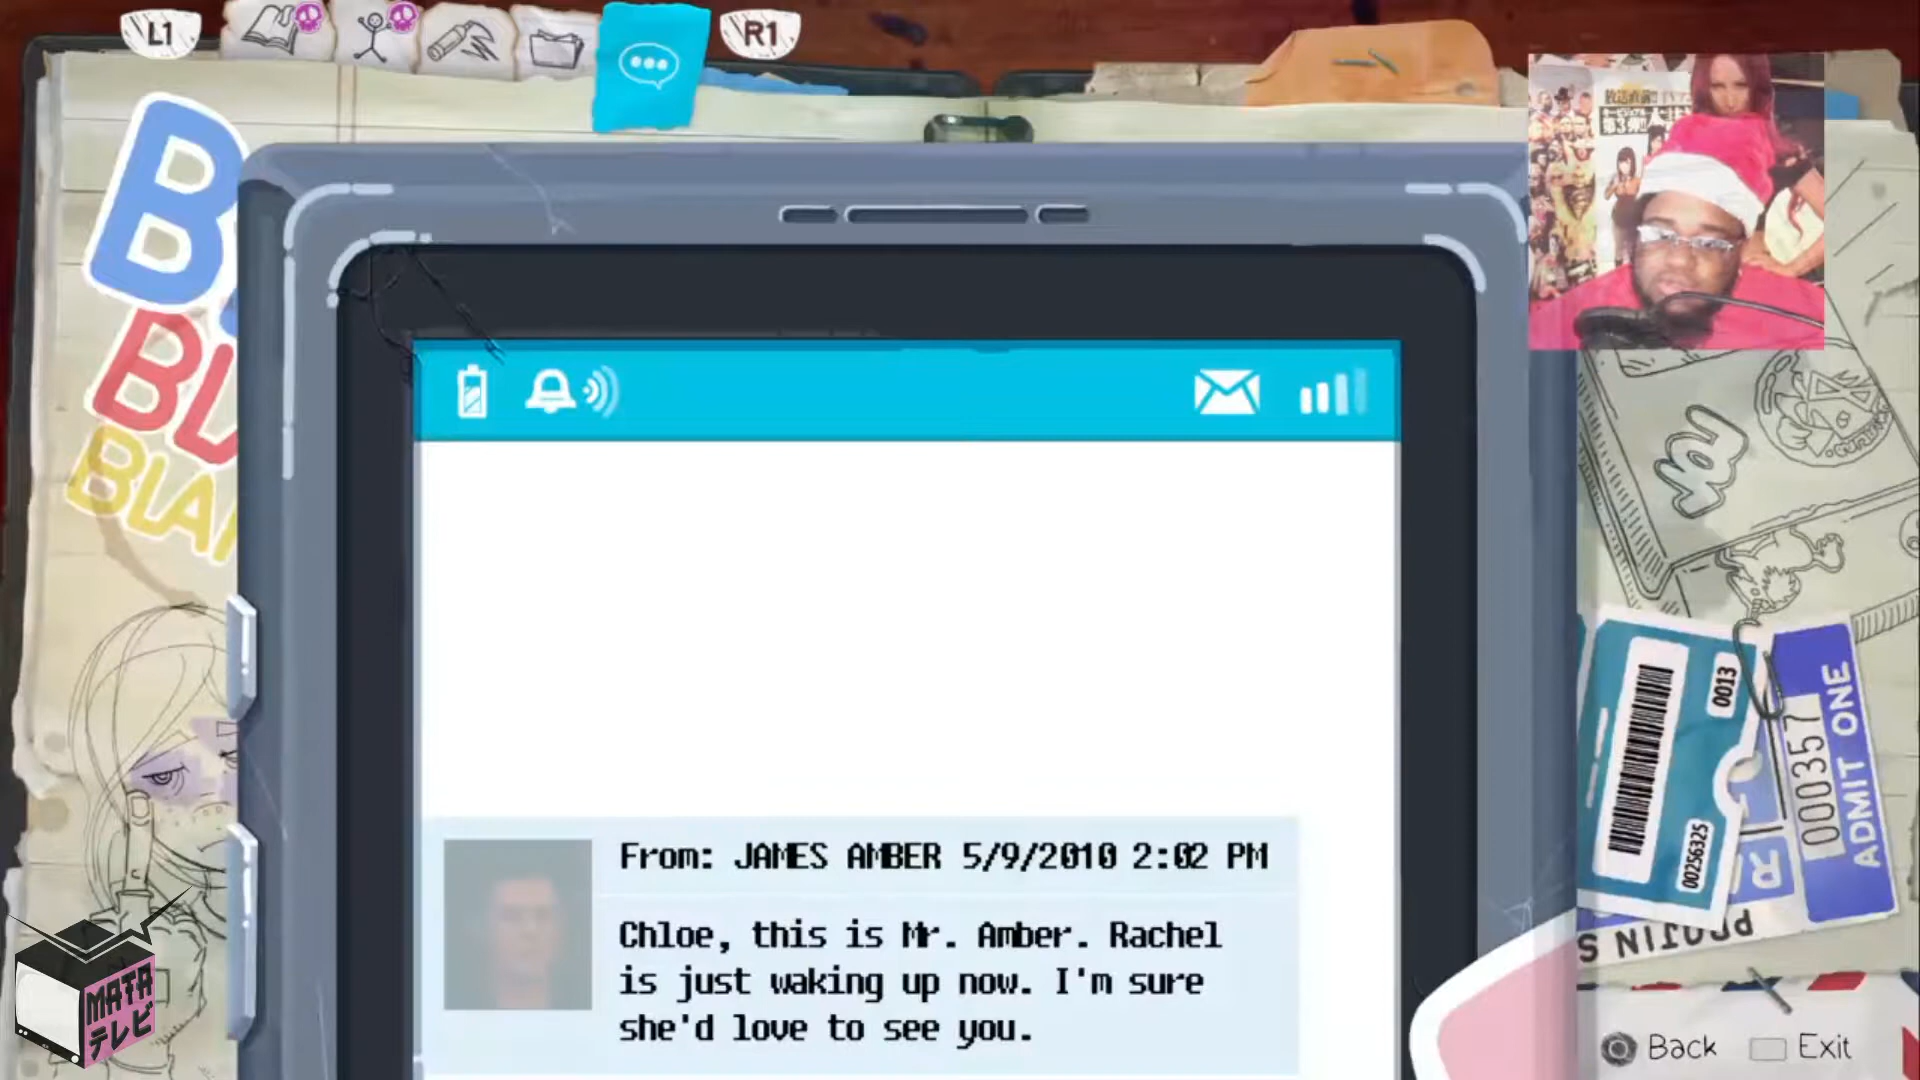 L1
R1
BLA
From: JAMES AMBER 5/9/2010 2:02 PM
Chloe, this is Mr. Amber. Rachel
is just waking up now. I'm sure
she'd love to see you.
0013
00256325
000357
ADMIT ONE
Back
Exit
MATA
テレビ